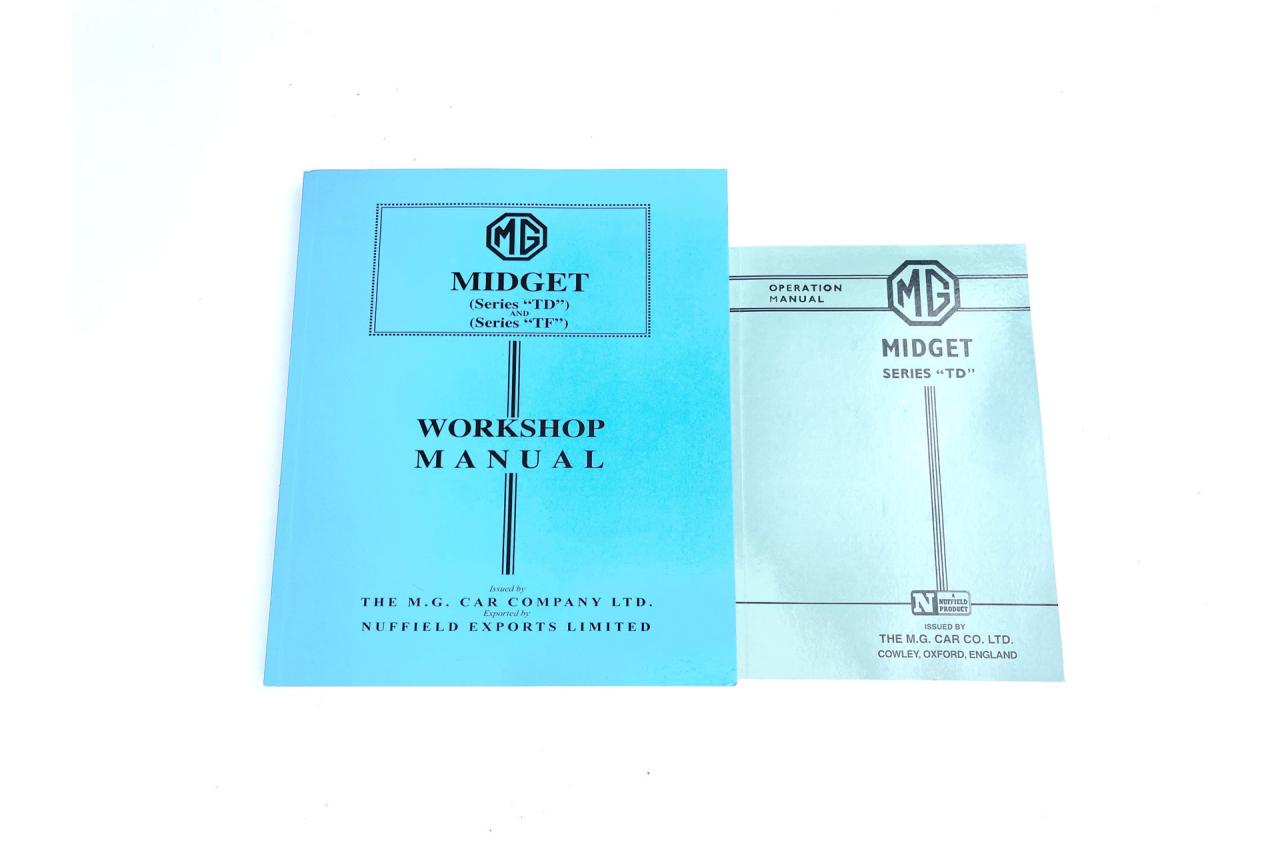 MG
MIDGET
(Series “TD”)
AND
(Series “TF”)
WORKSHOP
MANUAL
Issued by
THE M.G. CAR COMPANY LTD.
Exported by
NUFFIELD EXPORTS LIMITED
OPERATION
MANUAL
MG
MIDGET
SERIES “TD”
N
A
NUFFIELD
PRODUCT
ISSUED BY
THE M.G. CAR CO. LTD.
COWLEY, OXFORD, ENGLAND